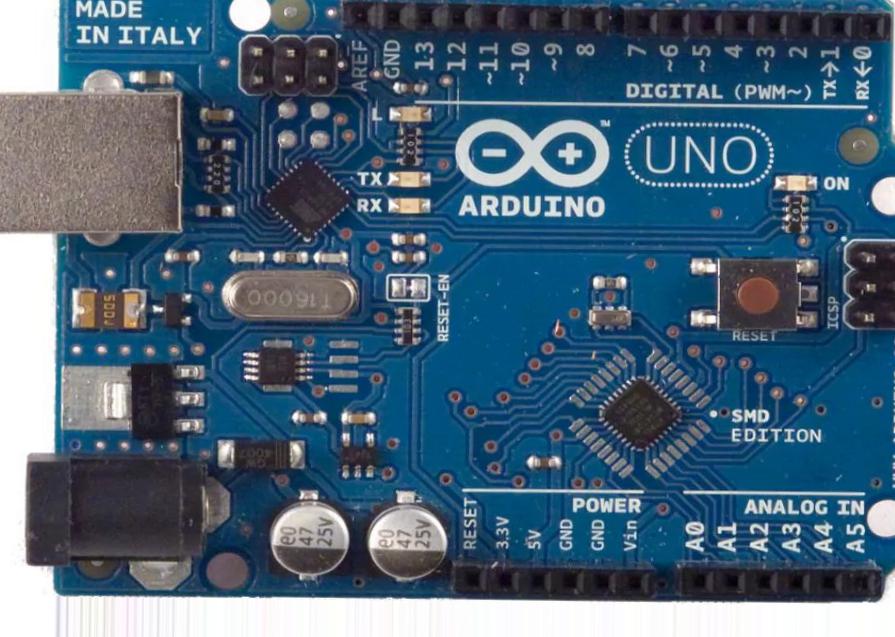 MADE
IN ITALY
AREF
GND
13
12
~11
~10
~9
8
7
~6
~5
4
~3
2
TX→1
RX←0
DIGITAL (PWM~)
L
TX
RX
™
UNO
ARDUINO
ON
T16000
RESET-EN
RESET
ICSP
SMD
EDITION
POWER
ANALOG IN
RESET
3.3V
5V
GND
GND
Vin
A0
A1
A2
A3
A4
A5
47
25V
47
25V